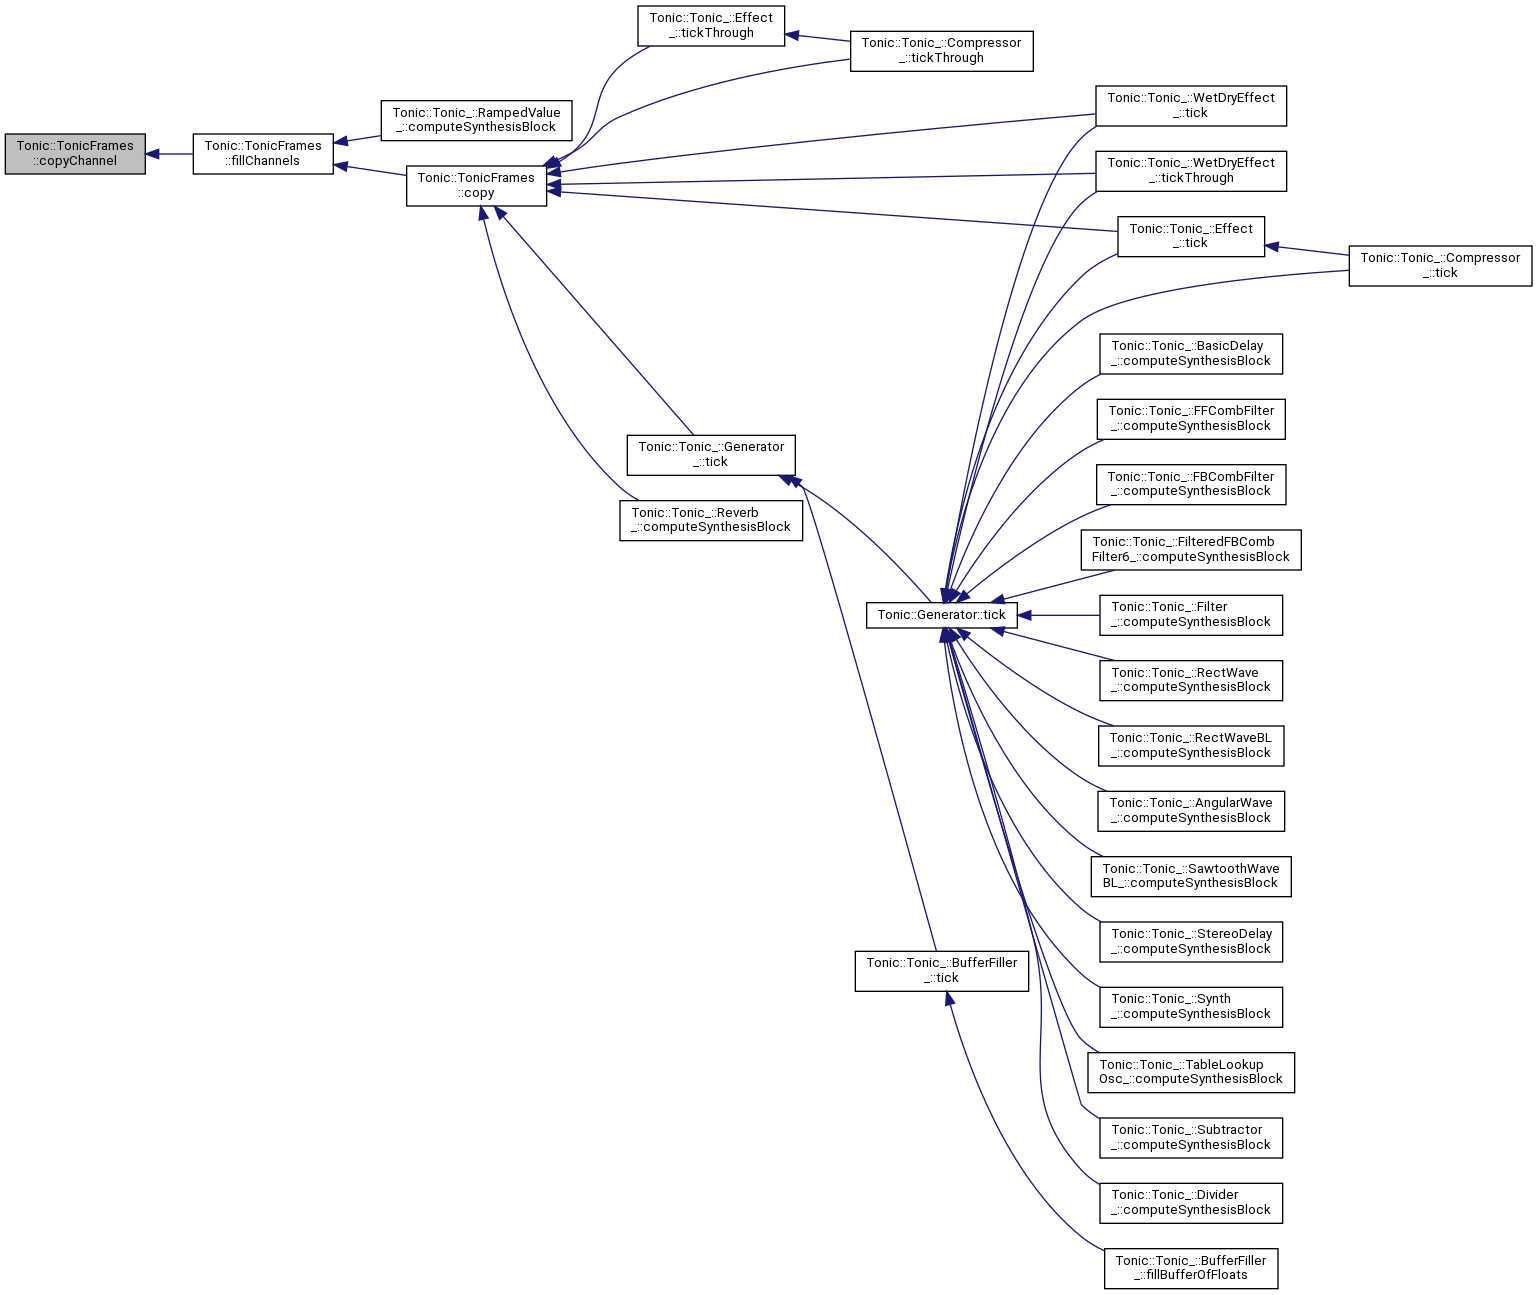 Tonic::TonicFrames
::copyChannel
Tonic::TonicFrames
::fillChannels
Tonic::Tonic_::RampedValue
_::computeSynthesisBlock
Tonic::TonicFrames
::copy
Tonic::Tonic_::Effect
_::tickThrough
Tonic::Tonic_::Compressor
_::tickThrough
Tonic::Tonic_::WetDryEffect
_::tick
Tonic::Tonic_::WetDryEffect
_::tickThrough
Tonic::Tonic_::Effect
_::tick
Tonic::Tonic_::Compressor
_::tick
Tonic::Tonic_::Generator
_::tick
Tonic::Tonic_::Reverb
_::computeSynthesisBlock
Tonic::Generator::tick
Tonic::Tonic_::BasicDelay
_::computeSynthesisBlock
Tonic::Tonic_::FFCombFilter
_::computeSynthesisBlock
Tonic::Tonic_::FBCombFilter
_::computeSynthesisBlock
Tonic::Tonic_::FilteredFBComb
Filter6_::computeSynthesisBlock
Tonic::Tonic_::Filter
_::computeSynthesisBlock
Tonic::Tonic_::RectWave
_::computeSynthesisBlock
Tonic::Tonic_::RectWaveBL
_::computeSynthesisBlock
Tonic::Tonic_::AngularWave
_::computeSynthesisBlock
Tonic::Tonic_::SawtoothWave
BL_::computeSynthesisBlock
Tonic::Tonic_::StereoDelay
_::computeSynthesisBlock
Tonic::Tonic_::Synth
_::computeSynthesisBlock
Tonic::Tonic_::TableLookup
Osc_::computeSynthesisBlock
Tonic::Tonic_::Subtractor
_::computeSynthesisBlock
Tonic::Tonic_::Divider
_::computeSynthesisBlock
Tonic::Tonic_::BufferFiller
_::tick
Tonic::Tonic_::BufferFiller
_::fillBufferOfFloats